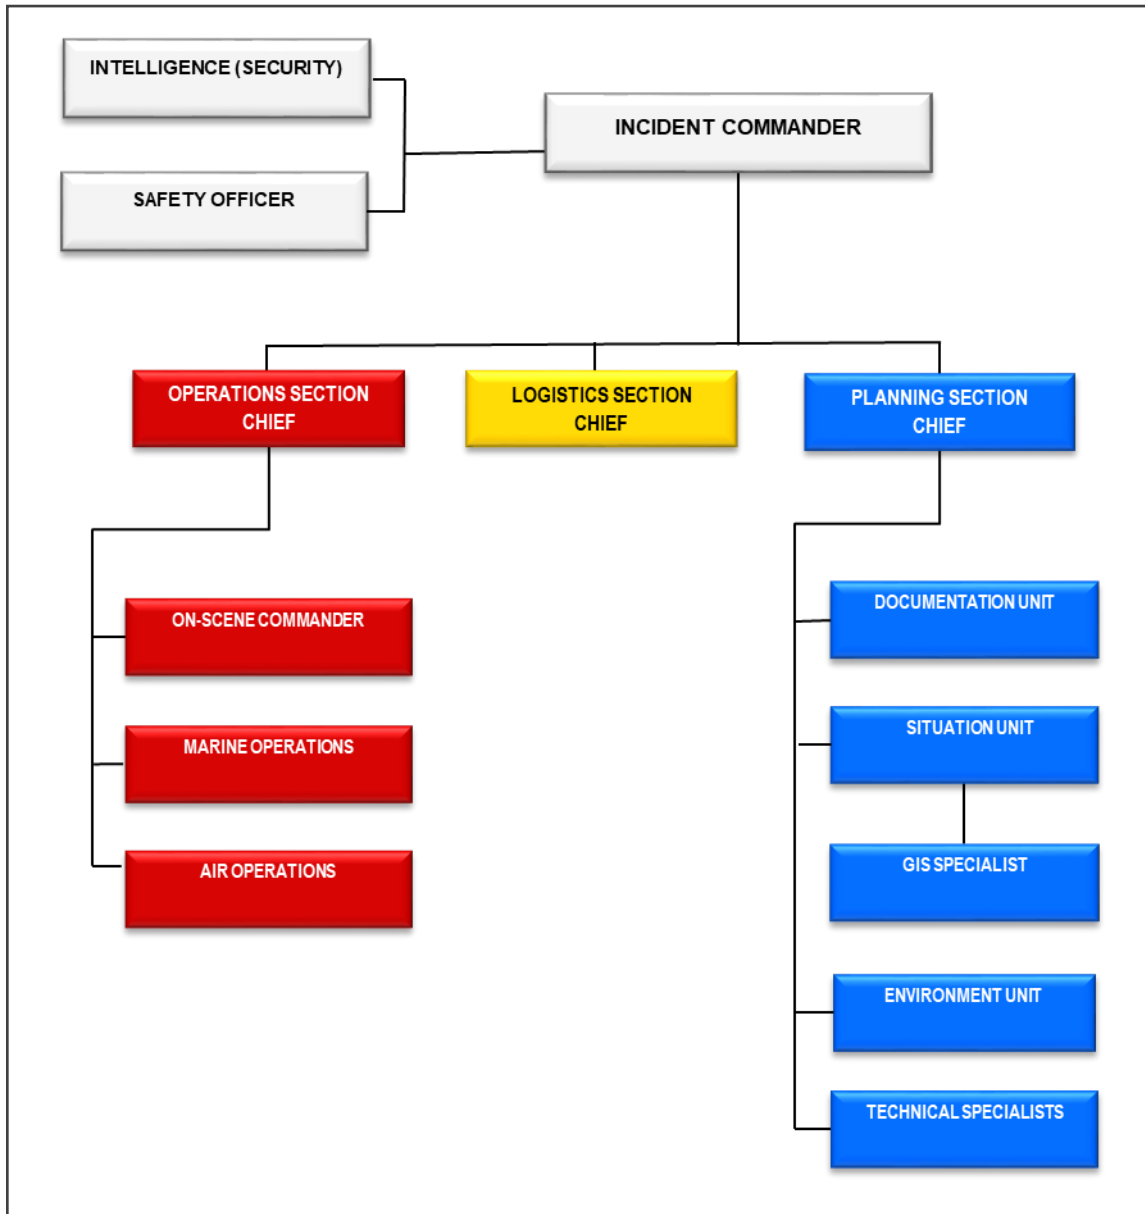 INTELLIGENCE (SECURITY)
INCIDENT COMMANDER
SAFETY OFFICER
OPERATIONS SECTION
CHIEF
LOGISTICS SECTION
CHIEF
PLANNING SECTION
CHIEF
ON-SCENE COMMANDER
MARINE OPERATIONS
AIR OPERATIONS
DOCUMENTATION UNIT
SITUATION UNIT
GIS SPECIALIST
ENVIRONMENT UNIT
TECHNICAL SPECIALISTS